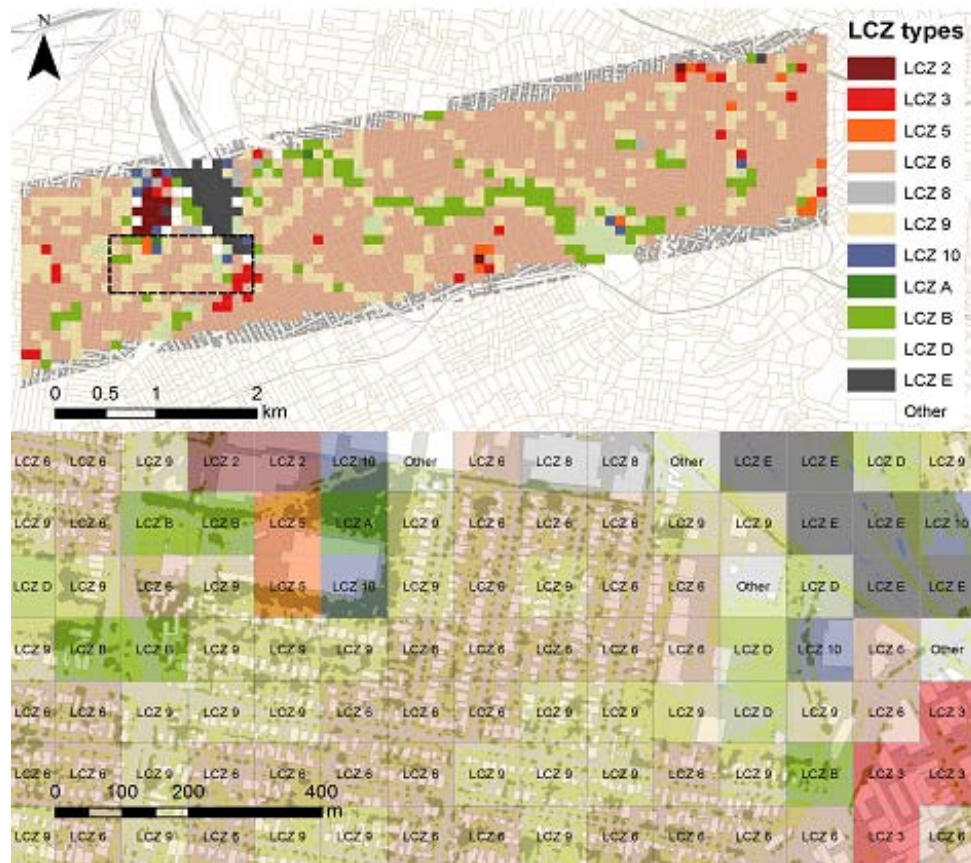 N
LCZ types
LCZ 2
LCZ 3
LCZ 5
LCZ 6
LCZ 8
LCZ 9
LCZ 10
LCZ A
LCZ B
LCZ D
LCZ E
Other
0 0.5 1 2
km
LCZ 6 LCZ 6 LCZ 9 LCZ 2 LCZ 2 LCZ 10 Other LCZ 6 LCZ 8 LCZ 8 Other LCZ E LCZ E LCZ D LCZ 9
LCZ 9 LCZ 6 LCZ B LCZ B LCZ 5 LCZ A LCZ 9 LCZ 6 LCZ 6 LCZ 6 LCZ 9 LCZ 9 LCZ E LCZ E LCZ 10
LCZ D LCZ 9 LCZ 6 LCZ 9 LCZ 5 LCZ 10 LCZ 9 LCZ 6 LCZ 6 LCZ 6 LCZ 6 Other LCZ D LCZ E LCZ E
LCZ 9 LCZ B LCZ B LCZ 9 LCZ 9 LCZ 9 LCZ 6 LCZ 6 LCZ 6 LCZ 6 LCZ 6 LCZ D LCZ 10 LCZ 6 Other
LCZ 6 LCZ 6 LCZ 9 LCZ 9 LCZ 9 LCZ 6 LCZ 9 LCZ 6 LCZ 9 LCZ 9 LCZ 9 LCZ D LCZ 9 LCZ 6 LCZ 3
LCZ 6 LCZ 6 LCZ 9 LCZ 6 LCZ 6 LCZ 6 LCZ 6 LCZ 9 LCZ 9 LCZ 6 LCZ 6 LCZ 9 LCZ B LCZ 3 LCZ 3
0 100 200 400
m
LCZ 9 LCZ 6 LCZ 9 LCZ LCZ 9 LCZ 9 LCZ 6 LCZ 6 LCZ 9 LCZ 9 LCZ 6 LCZ 6 LCZ 6 LCZ 3 LCZ 6